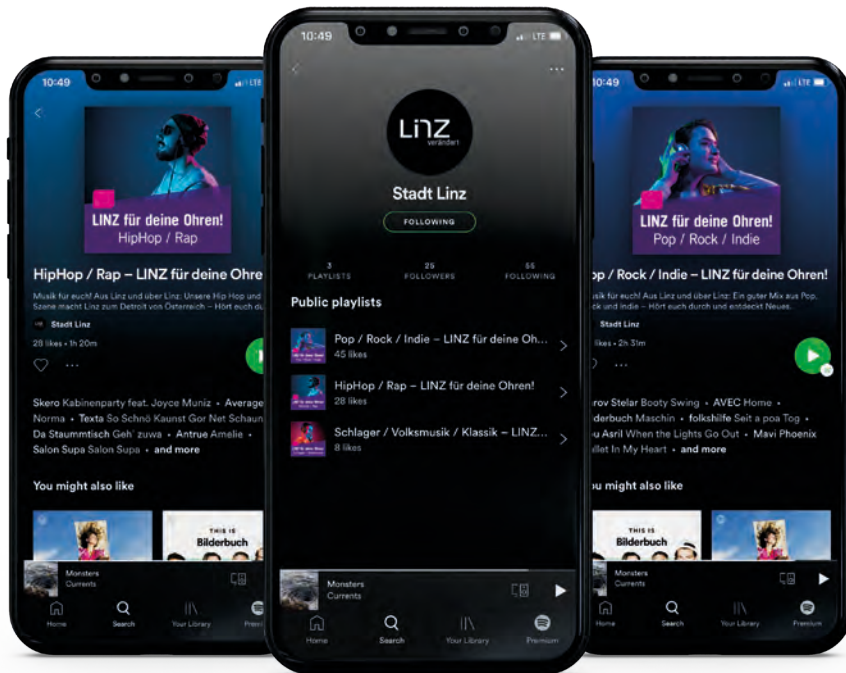 10:49
LTE
LINZ für deine Ohren!
HipHop / Rap
HipHop / Rap – LINZ für deine Ohre
Musik für euch! Aus Linz und über Linz: Unsere Hip Hop und
Szene macht Linz zum Detroit von Österreich – Hört euch du
Stadt Linz
28 likes • 1h 20m
Skero Kabinenparty feat. Joyce Muniz • Average
Norma • Texta So Schnö Kaunst Gor Net Schaun
Da Staummtisch Geh' zuwa • Antrue Amelie •
Salon Supa Salon Supa • and more
You might also like
THIS IS
Bilderbuch
Monsters
Currents
Home
Search
Your Library
Premi
10:49
LTE
LinZ
verändert
Stadt Linz
FOLLOWING
3
PLAYLISTS
25
FOLLOWERS
55
FOLLOWING
Public playlists
Pop / Rock / Indie – LINZ für deine Oh...
45 likes
HipHop / Rap – LINZ für deine Ohren!
28 likes
Schlager / Volksmusik / Klassik – LINZ...
8 likes
Monsters
Currents
Home
Search
Your Library
Premium
10:49
LTE
LINZ für deine Ohren!
Pop / Rock / Indie
op / Rock / Indie – LINZ für deine Ohren!
usik für euch! Aus Linz und über Linz: Ein guter Mix aus Pop,
ck und Indie – Hört euch durch und entdeckt Neues.
Stadt Linz
likes • 2h 31m
rov Stelar Booty Swing • AVEC Home •
lderbuch Maschin • folkshilfe Seit a poa Tog •
u Asril When the Lights Go Out • Mavi Phoenix
llet In My Heart • and more
u might also like
THIS IS
Bilderbuch
Monsters
Currents
Home
Search
Your Library
Premium